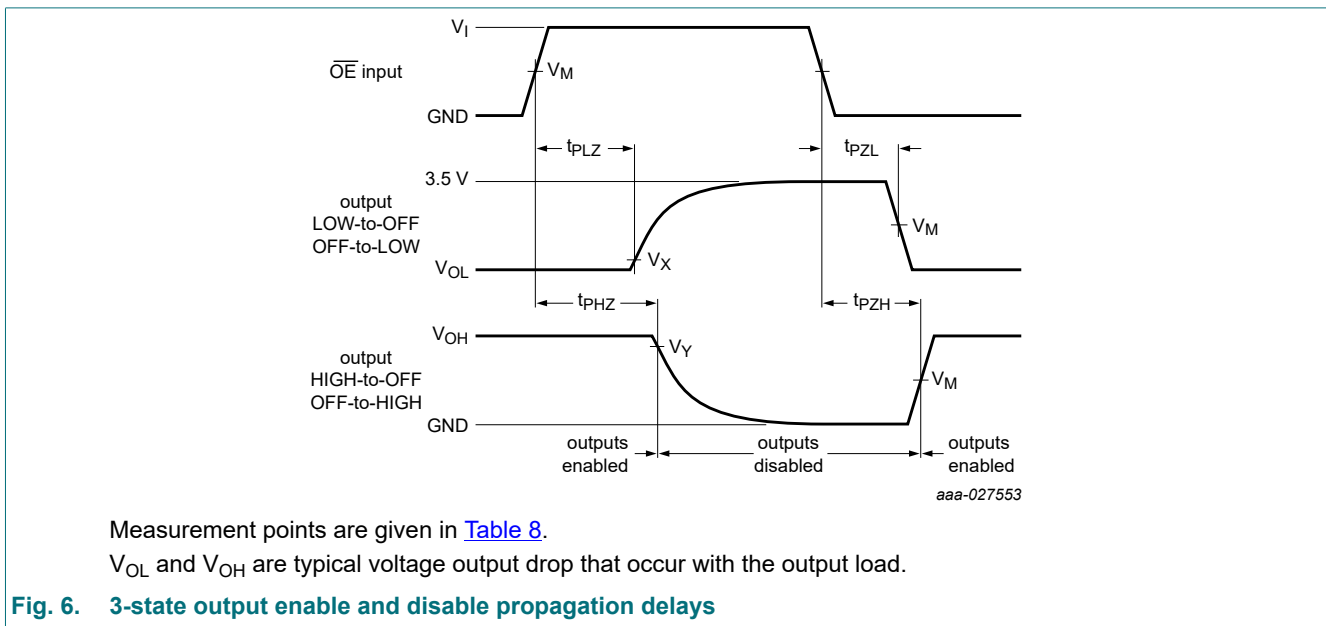 V_I
O̅E̅ input
V_M
GND
t_PLZ
t_PZL
3.5 V
output
LOW-to-OFF
OFF-to-LOW
V_M
V_X
V_OL
t_PHZ
t_PZH
V_OH
output
HIGH-to-OFF
OFF-to-HIGH
V_Y
V_M
GND
outputs
enabled
outputs
disabled
outputs
enabled
aaa-027553
Measurement points are given in Table 8.
V_OL and V_OH are typical voltage output drop that occur with the output load.
Fig. 6. 3-state output enable and disable propagation delays